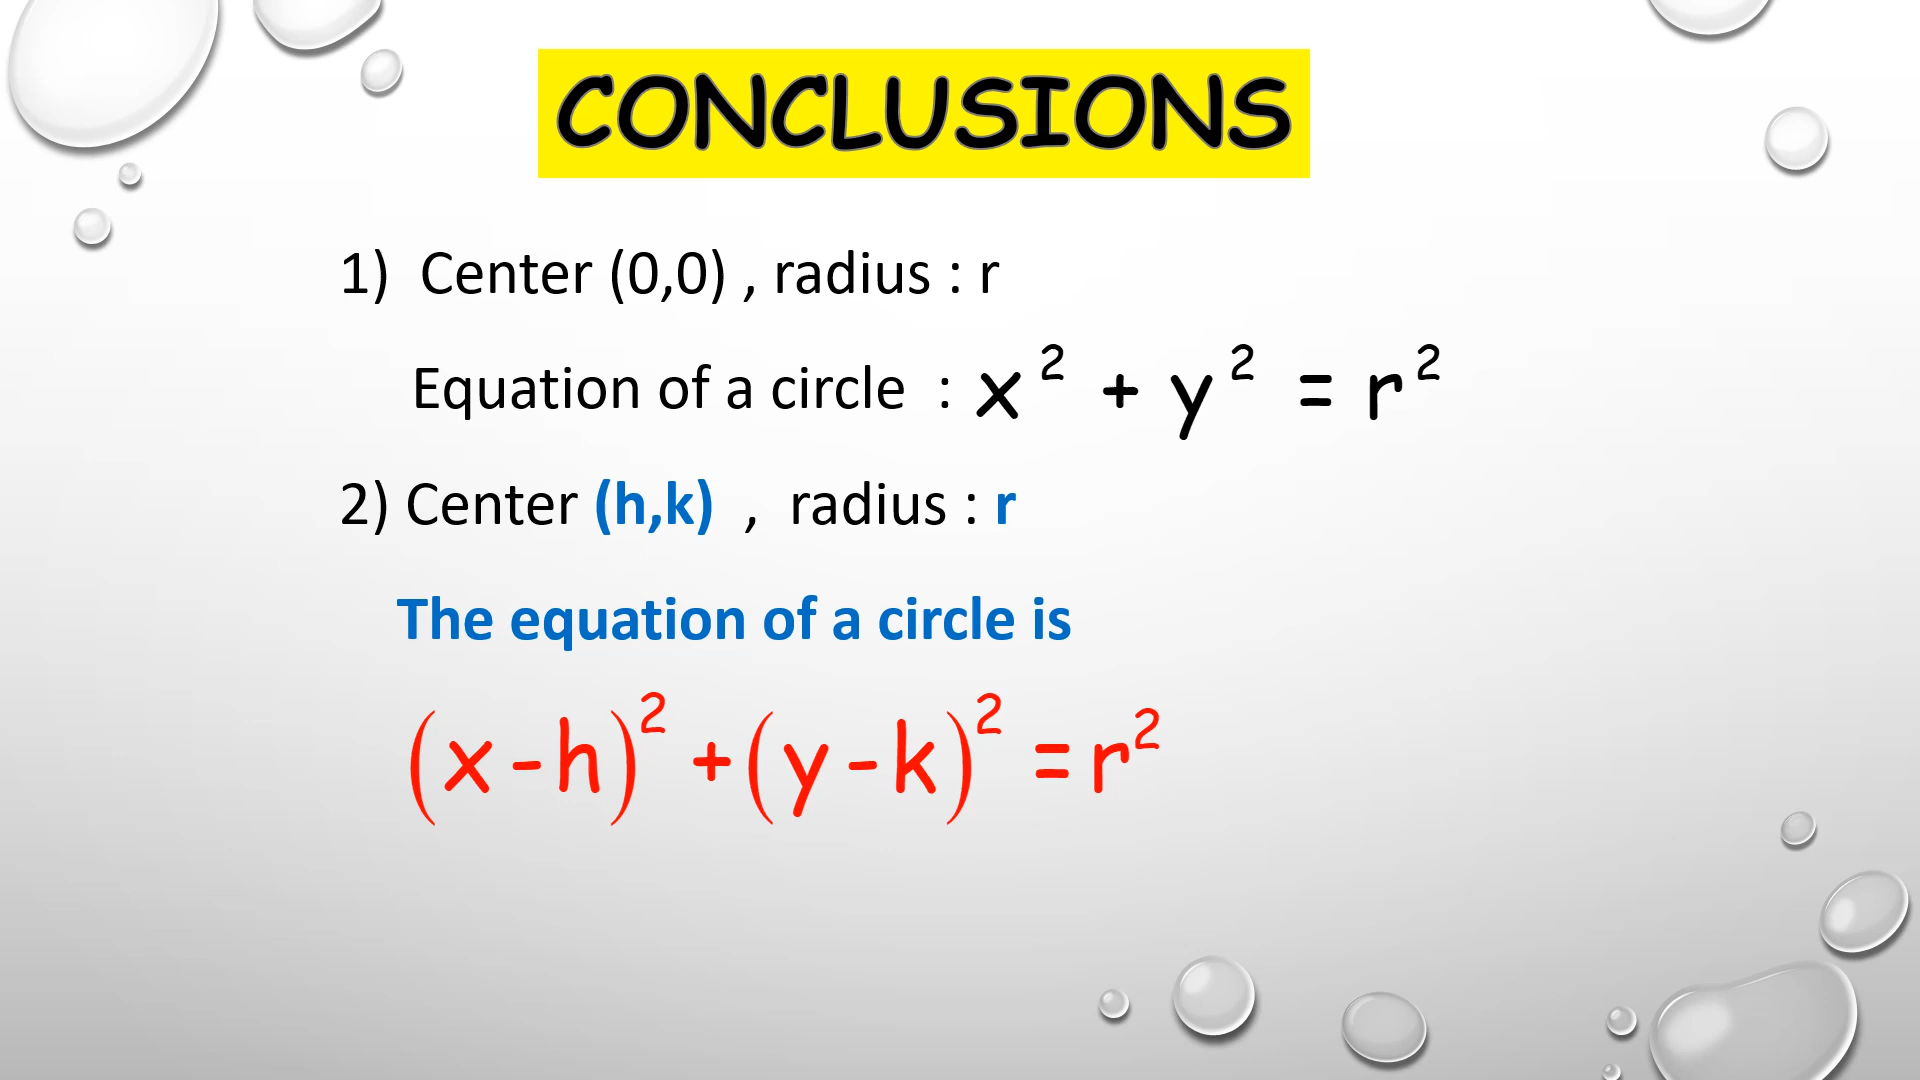 CONCLUSIONS
1) Center (0,0) , radius : r
Equation of a circle : x² + y² = r²
2) Center (h,k) , radius : r
The equation of a circle is
(x-h)² +(y-k)² =r²